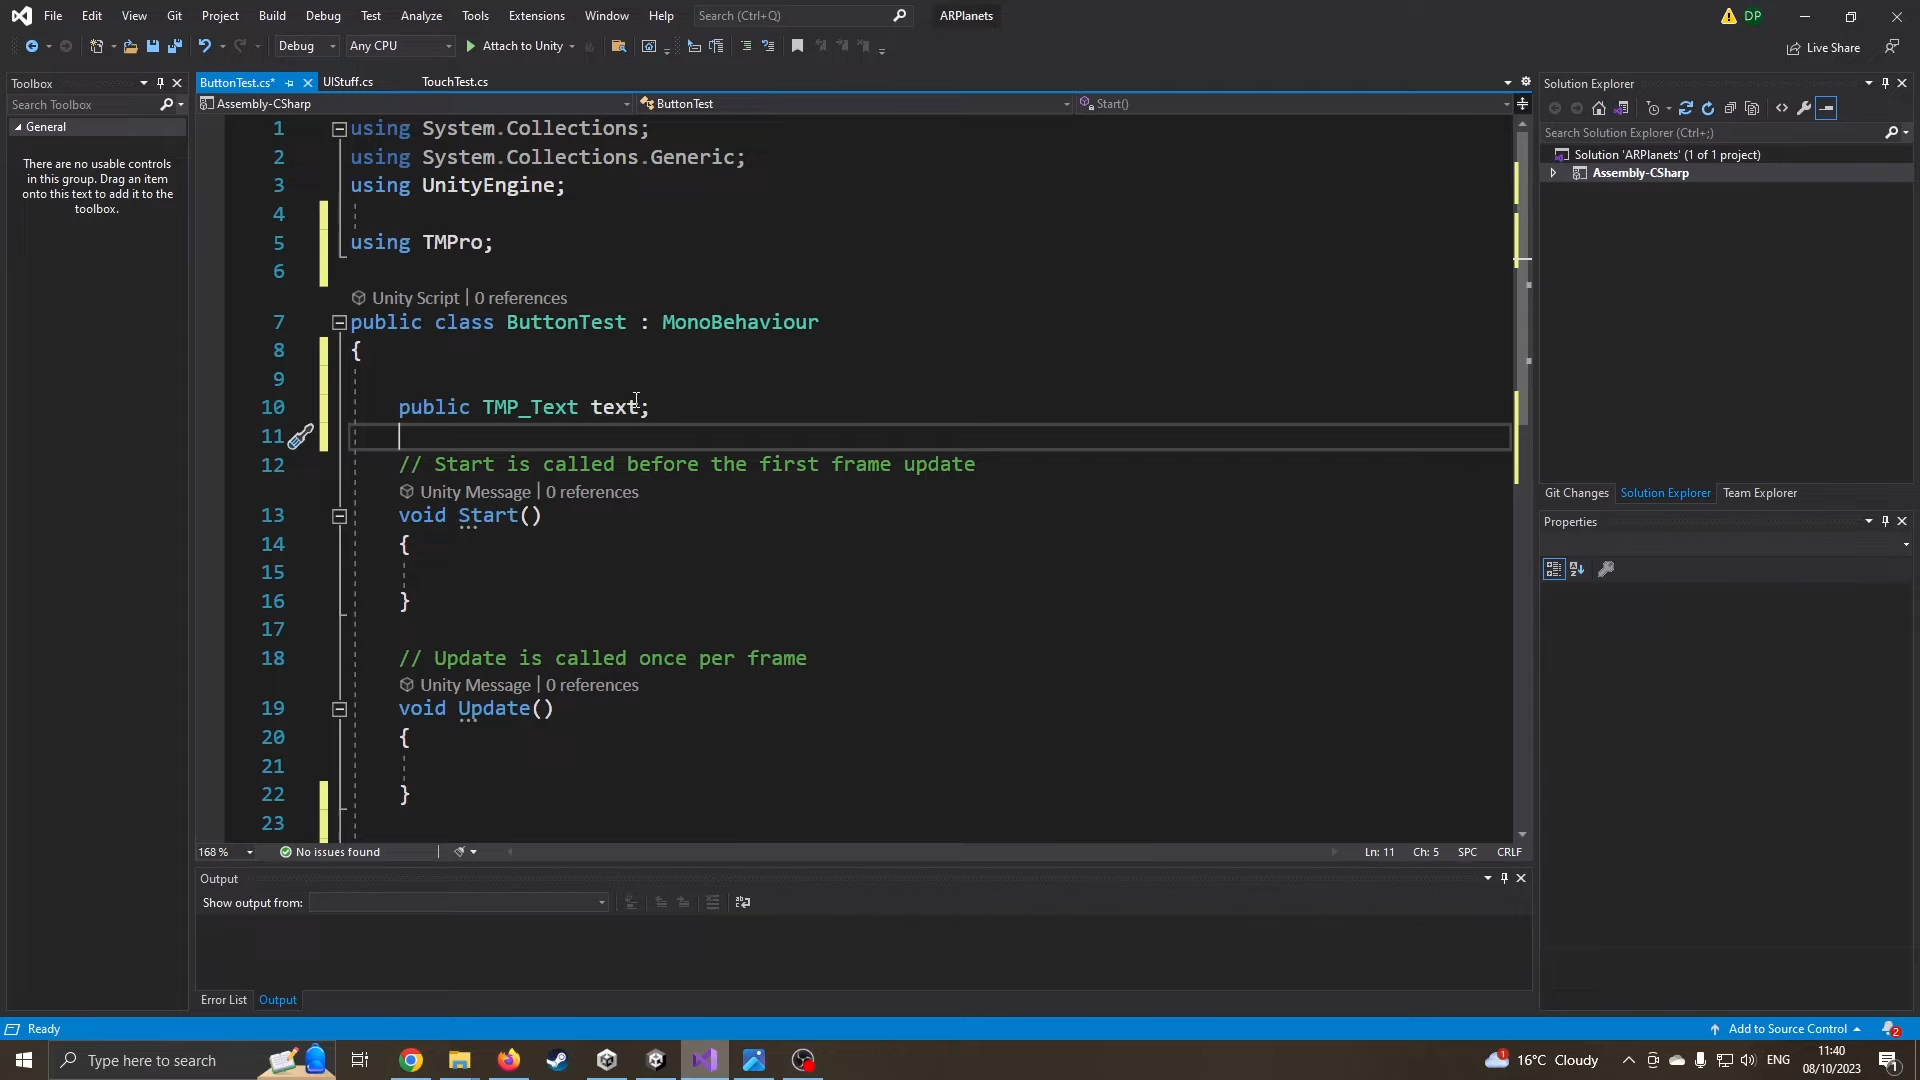 File Edit View Git Project Build Debug Test Analyze Tools Extensions Window Help Search (Ctrl+Q) ARPlanets DP
Debug Any CPU Attach to Unity Live Share
Toolbox
Search Toolbox
General
There are no usable controls
in this group. Drag an item
onto this text to add it to the
toolbox.
ButtonTest.cs* UIStuff.cs TouchTest.cs
Assembly-CSharp ButtonTest Start()
1 using System.Collections;
2 using System.Collections.Generic;
3 using UnityEngine;
4
5 using TMPro;
6
Unity Script | 0 references
7 public class ButtonTest : MonoBehaviour
8 {
9
10 public TMP_Text text;
11
12 // Start is called before the first frame update
Unity Message | 0 references
13 void Start()
14 {
15
16 }
17
18 // Update is called once per frame
Unity Message | 0 references
19 void Update()
20 {
21
22 }
23
168 % No issues found Ln: 11 Ch: 5 SPC CRLF
Output
Show output from:
Error List Output
Solution Explorer
Search Solution Explorer (Ctrl+;)
Solution 'ARPlanets' (1 of 1 project)
Assembly-CSharp
Git Changes Solution Explorer Team Explorer
Properties
Ready Add to Source Control 2
Type here to search 1 16°C Cloudy ENG 11:40 1
08/10/2023